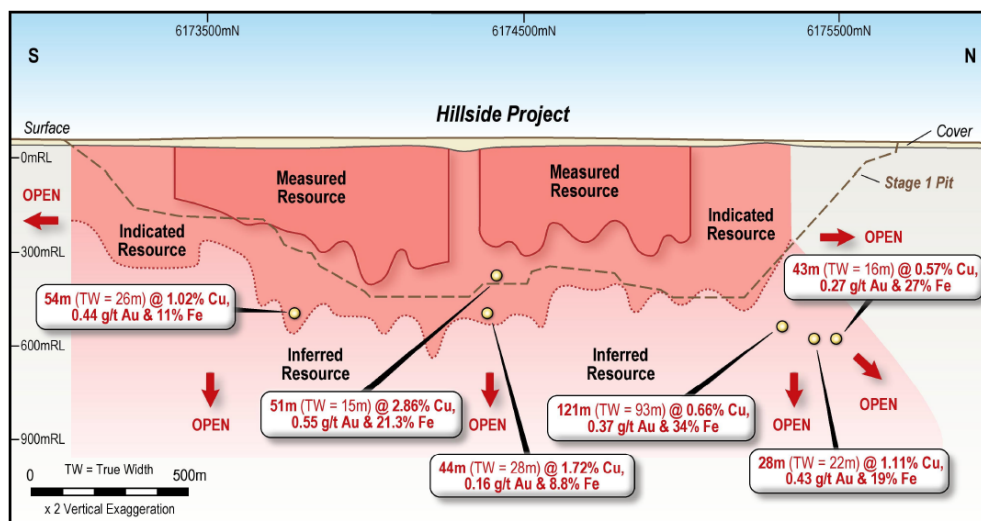 6173500mN
6174500mN
6175500mN
S
N
Hillside Project
Surface
Cover
0mRL
Stage 1 Pit
Measured
Resource
Measured
Resource
OPEN
Indicated
Resource
Indicated
Resource
OPEN
300mRL
43m (TW = 16m) @ 0.57% Cu,
0.27 g/t Au & 27% Fe
54m (TW = 26m) @ 1.02% Cu,
0.44 g/t Au & 11% Fe
600mRL
Inferred
Resource
Inferred
Resource
OPEN
OPEN
OPEN
OPEN
51m (TW = 15m) @ 2.86% Cu,
0.55 g/t Au & 21.3% Fe
121m (TW = 93m) @ 0.66% Cu,
0.37 g/t Au & 34% Fe
900mRL
44m (TW = 28m) @ 1.72% Cu,
0.16 g/t Au & 8.8% Fe
28m (TW = 22m) @ 1.11% Cu,
0.43 g/t Au & 19% Fe
0
TW = True Width
500m
x 2 Vertical Exaggeration